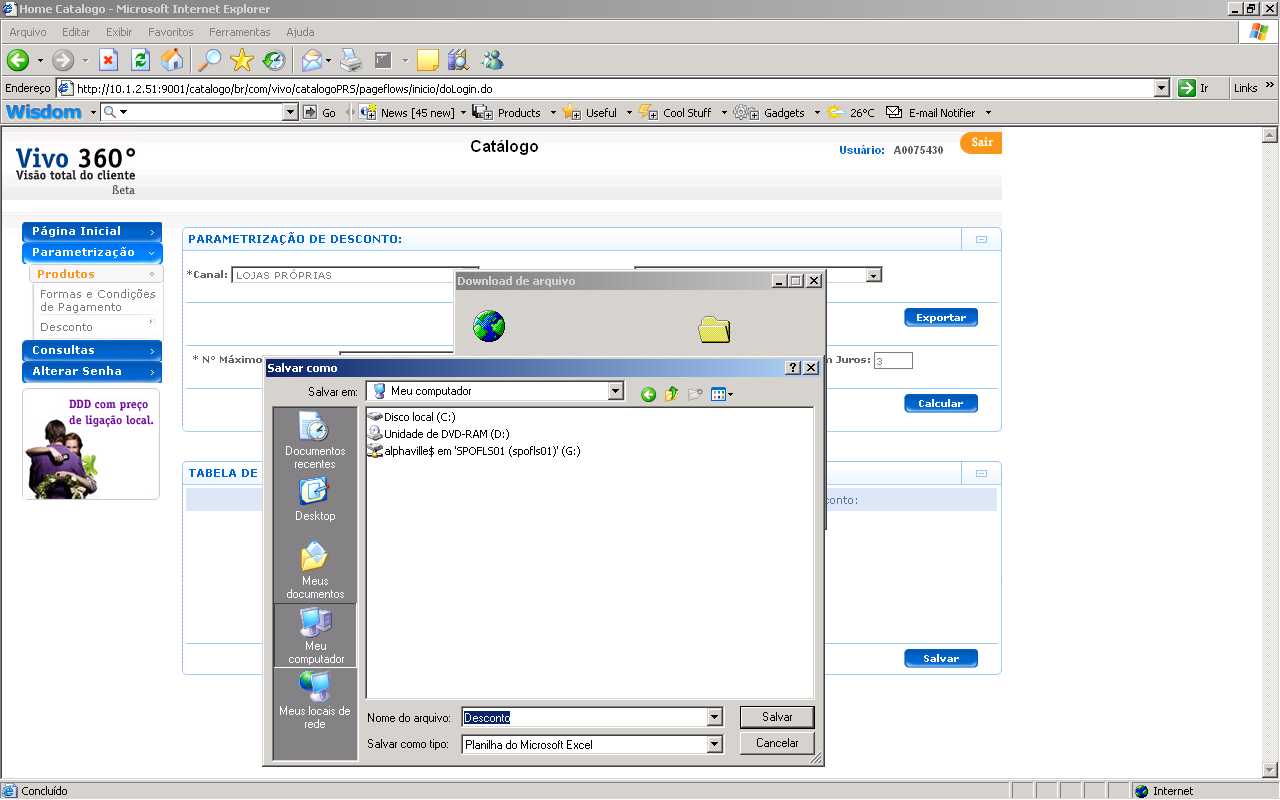 Home Catalogo - Microsoft Internet Explorer
Arquivo Editar Exibir Favoritos Ferramentas Ajuda
Endereço http://10.1.2.51:9001/catalogo/br/com/vivo/catalogoPRS/pageflows/inicio/doLogin.do Ir Links »
Wisdom Go News [45 new] Products Useful Cool Stuff Gadgets 26°C E-mail Notifier
Vivo 360°
Visão total do cliente
βeta
Catálogo
Usuário: A0075430
Sair
Página Inicial
Parametrização
Produtos
Formas e Condições
de Pagamento
Desconto
Consultas
Alterar Senha
DDD com preço
de ligação local.
PARAMETRIZAÇÃO DE DESCONTO:
*Canal: LOJAS PRÓPRIAS
Exportar
* Nº Máximo
Juros: 3
Calcular
TABELA DE
Salvar
Download de arquivo
Salvar como
Salvar em: Meu computador
Documentos
recentes
Desktop
Meus
documentos
Meu
computador
Meus locais de
rede
Disco local (C:)
Unidade de DVD-RAM (D:)
alphaville$ em 'SPOFLS01 (spofls01)' (G:)
Nome do arquivo: Desconto Salvar
Salvar como tipo: Planilha do Microsoft Excel Cancelar
Concluído
Internet